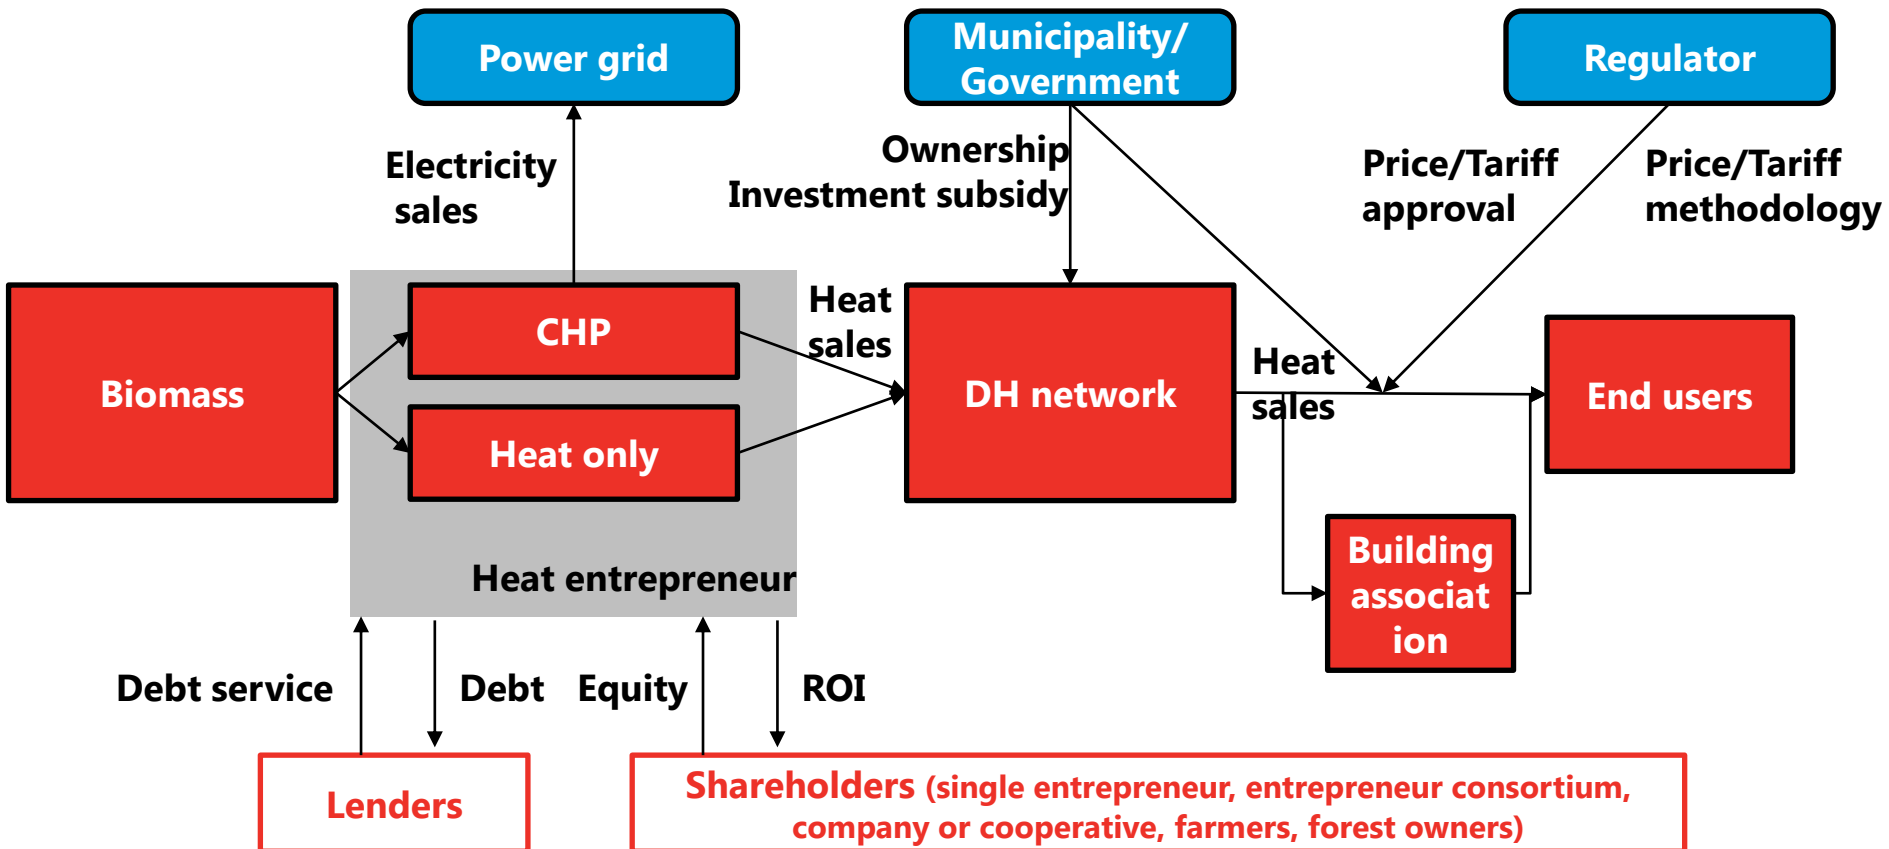 Power grid
Municipality/
Government
Regulator
Electricity
sales
Ownership
Investment subsidy
Price/Tariff
approval
Price/Tariff
methodology
Biomass
CHP
Heat only
Heat entrepreneur
Heat
sales
DH network
Heat
sales
End users
Building
associat
ion
Debt service
Debt
Equity
ROI
Lenders
Shareholders (single entrepreneur, entrepreneur consortium,
company or cooperative, farmers, forest owners)